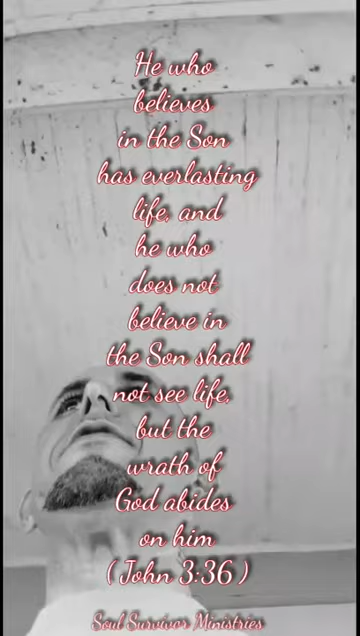 He who
believes
in the Son
has everlasting
life, and
he who
does not
believe in
the Son shall
not see life,
but the
wrath of
God abides
on him
(John 3:36)
Soul Survivor Ministries